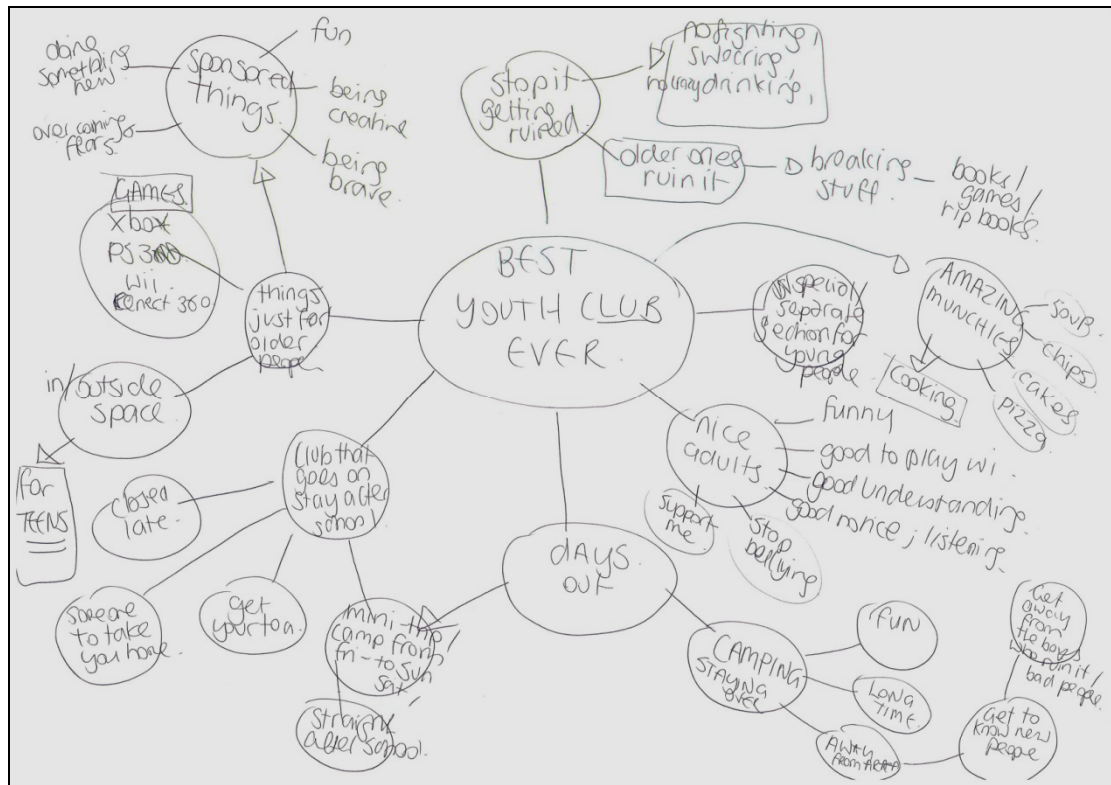 BEST
YOUTH CLUB
EVER.
sponsored
things.
fun
doing
something
new
being
creative
overcoming
fears.
being
brave.
stop it
getting
ruined
no fighting,
swearing,
no crazy drinking,
older ones
ruin it
breaking
stuff.
books/
games/
rip books.
AMAZING
MUNCHIES
soup
chips
cakes
pizza
cooking
special/
separate
section for
young
people
nice
adults
funny
good to play wi.
good understanding.
; listening.
support
me.
stop
bullying
things
just for
older
people
GAMES.
Xbox
PS3
Wii
Kenect 360.
in/outside
space
for
TEENS
club that
goes on
stay after
school
closed
late.
someone
to take
you home.
get
your tea.
mini trip/
camp from
fri - to sun
sat
straight
after school.
dAYS
OUT
CAMPING
STAYING
OVER
FUN
LONG
TIME.
AWAY
FROM AREA
Get to
know new
people
Get
away
from
the boys
who ruin it/
bad people.